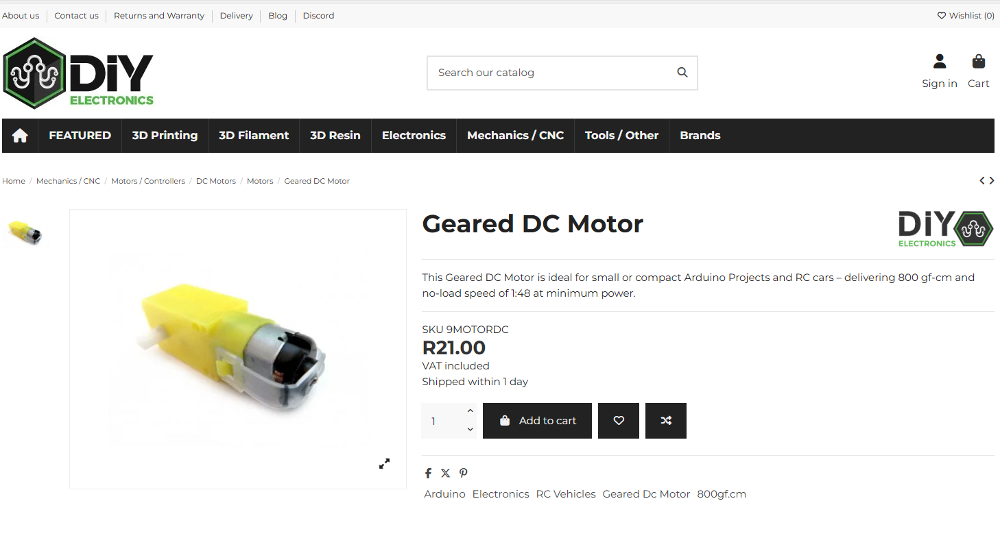 About us Contact us Returns and Warranty Delivery Blog Discord Wishlist (0)
DiY
ELECTRONICS
Search our catalog
Sign in Cart
FEATURED 3D Printing 3D Filament 3D Resin Electronics Mechanics / CNC Tools / Other Brands
Home / Mechanics / CNC / Motors / Controllers / DC Motors / Motors / Geared DC Motor
Geared DC Motor
DiY
ELECTRONICS
This Geared DC Motor is ideal for small or compact Arduino Projects and RC cars – delivering 800 gf-cm and
no-load speed of 1:48 at minimum power.
SKU 9MOTORDC
R21.00
VAT included
Shipped within 1 day
1 Add to cart
Arduino Electronics RC Vehicles Geared Dc Motor 800gf.cm